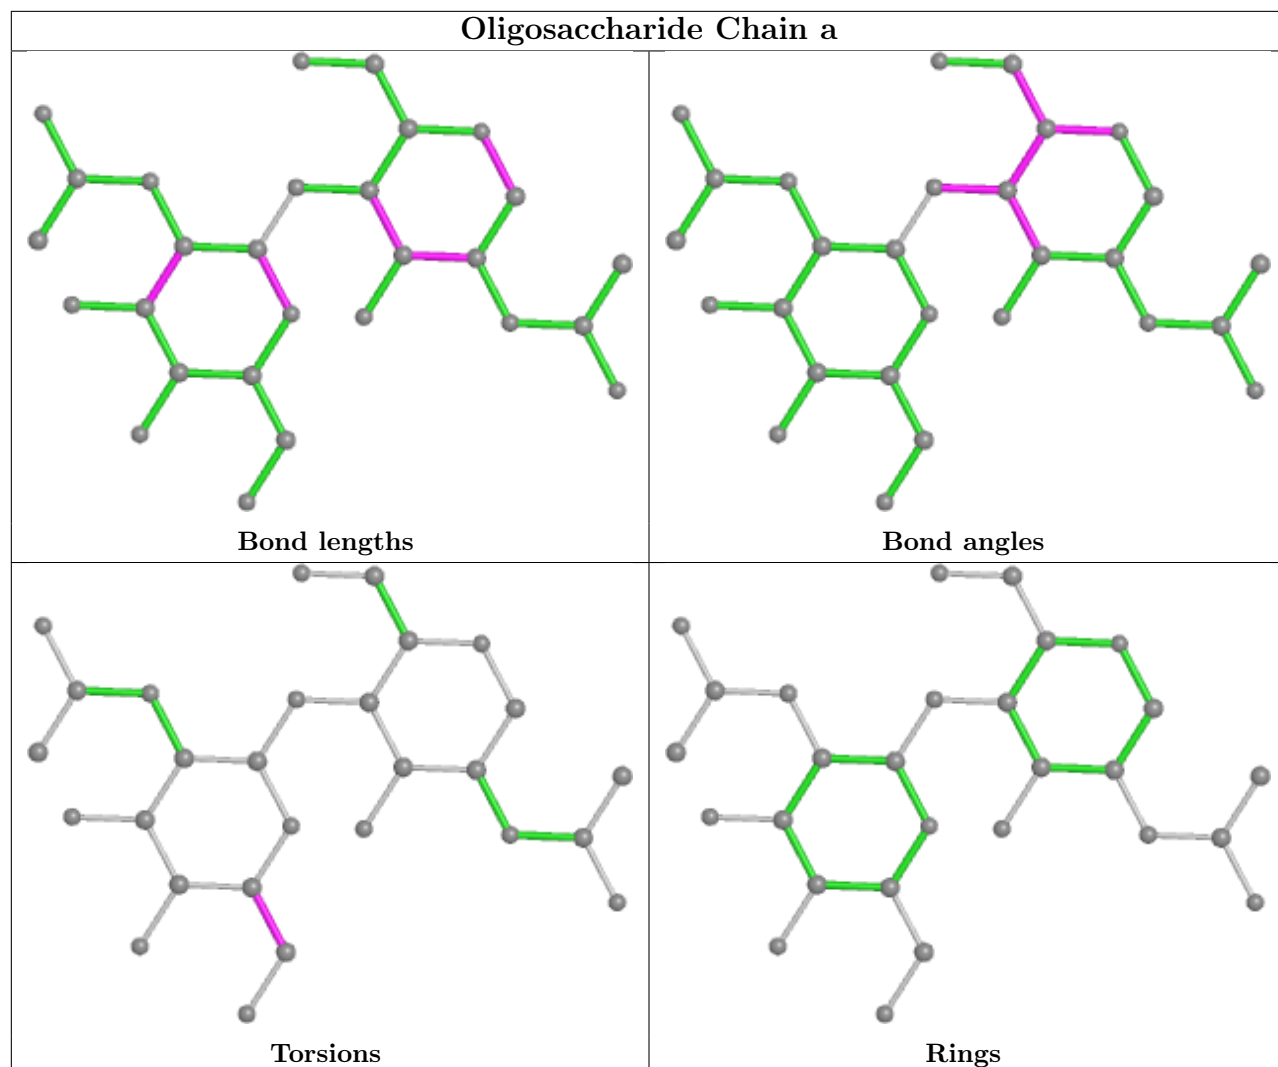 Oligosaccharide Chain a
Bond lengths
Bond angles
Torsions
Rings